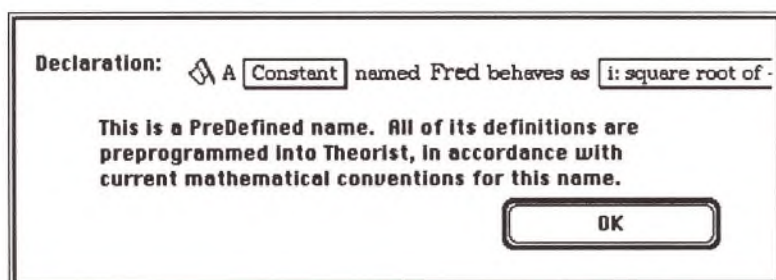 Declaration: A Constant named Fred behaves as i: square root of -
This is a PreDefined name. All of its definitions are
preprogrammed into Theorist, in accordance with
current mathematical conventions for this name.
OK